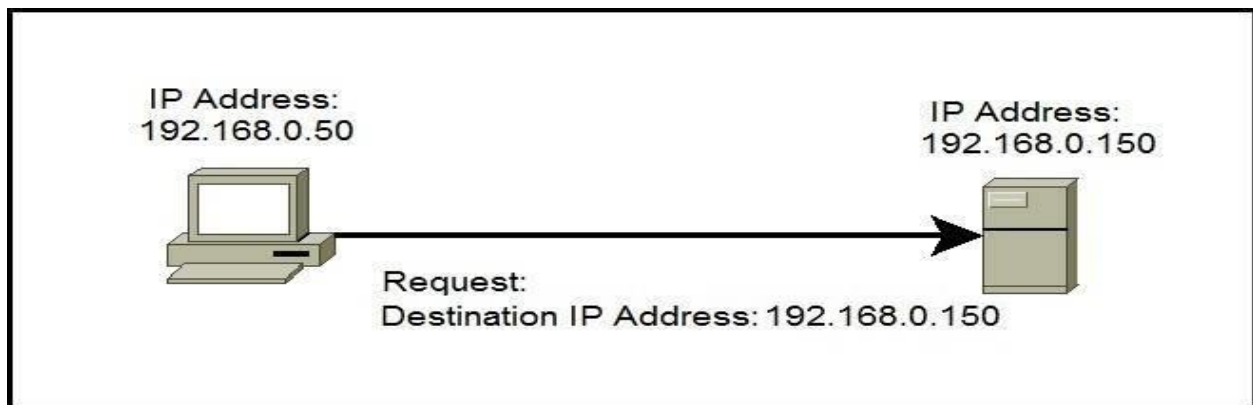 IP Address:
192.168.0.50
IP Address:
192.168.0.150
Request:
Destination IP Address: 192.168.0.150